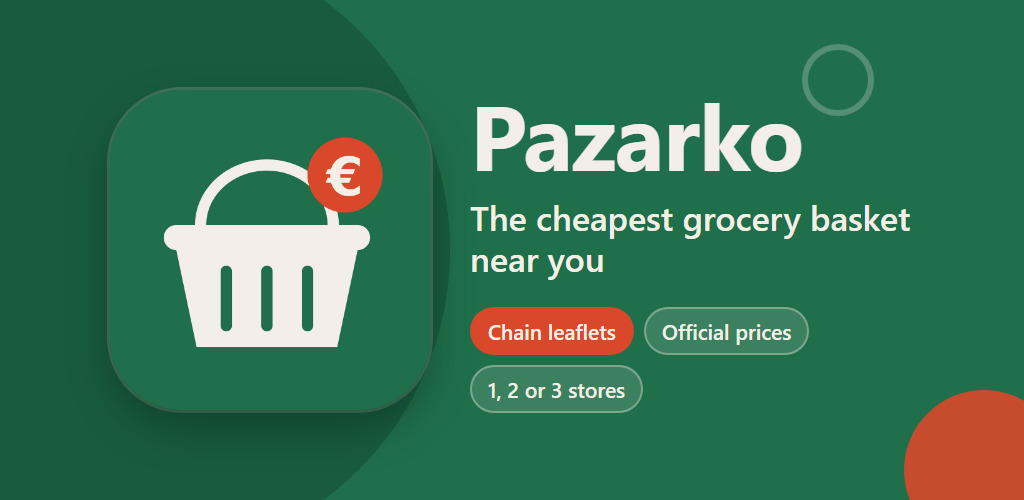 €
Pazarko
The cheapest grocery basket
near you
Chain leaflets
Official prices
1, 2 or 3 stores